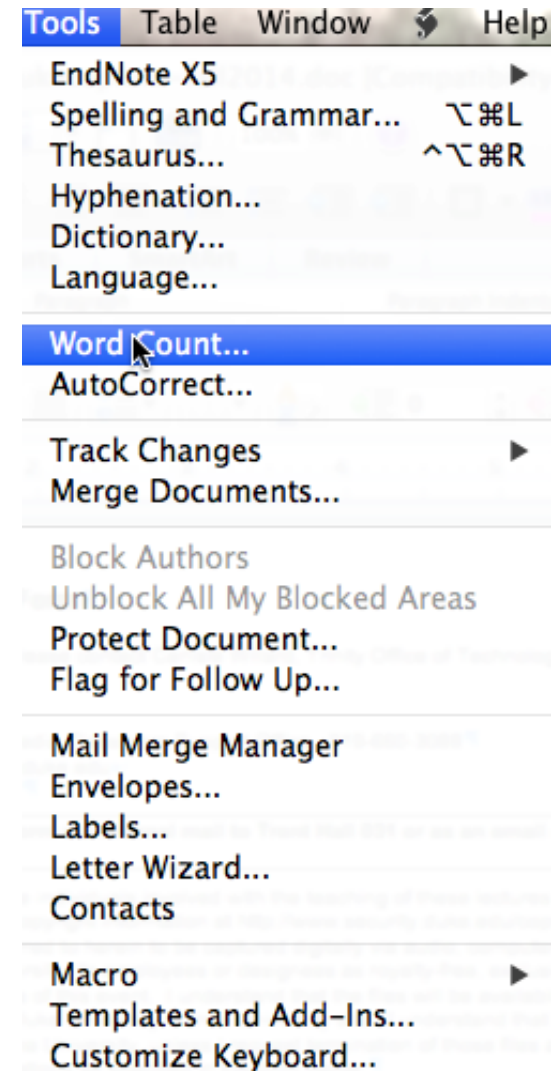 Tools Table Window Help
EndNote X5 ▶
Spelling and Grammar... ⌥⌘L
Thesaurus... ^⌥⌘R
Hyphenation...
Dictionary...
Language...
Word Count...
AutoCorrect...
Track Changes ▶
Merge Documents...
Block Authors
Unblock All My Blocked Areas
Protect Document...
Flag for Follow Up...
Mail Merge Manager
Envelopes...
Labels...
Letter Wizard...
Contacts
Macro ▶
Templates and Add-Ins...
Customize Keyboard...